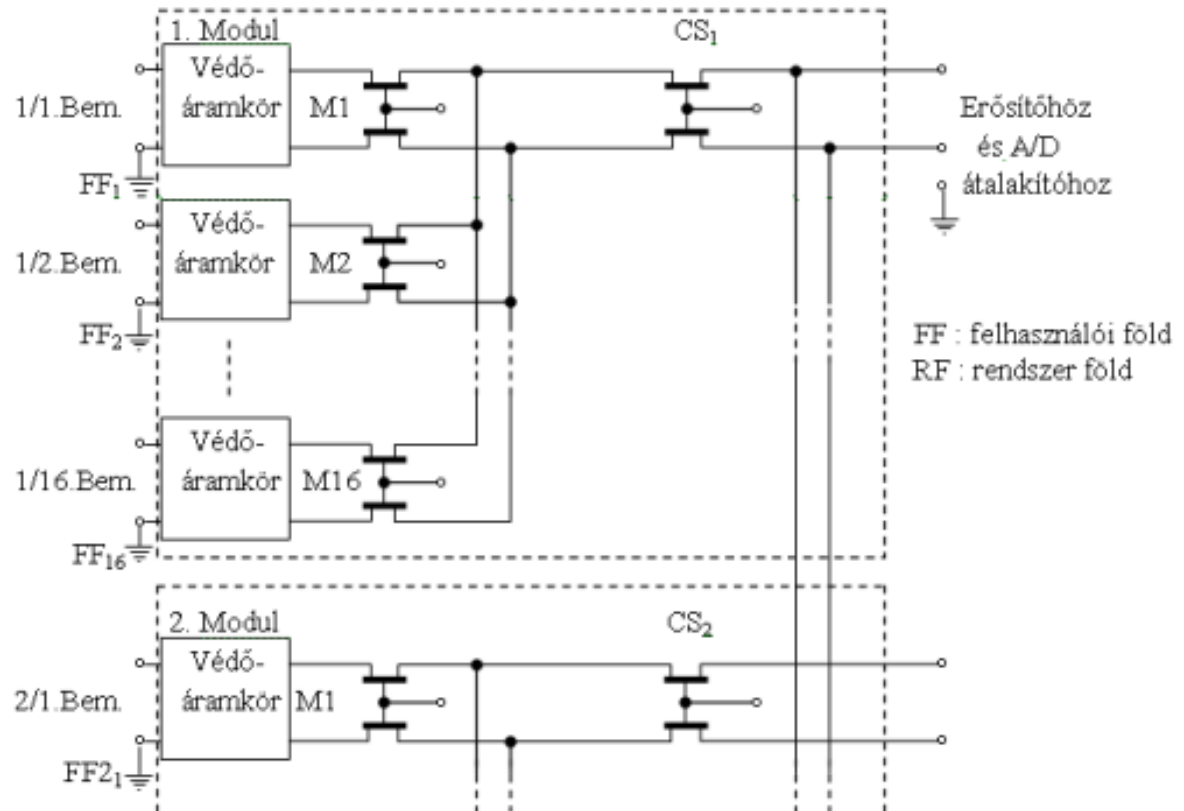 1. Modul
CS₁
Védő-
áramkör
1/1.Bem.
M1
FF₁
Erősítőhöz
és A/D
átalakítóhoz
Védő-
áramkör
1/2.Bem.
M2
FF₂
FF : felhasználói föld
RF : rendszer föld
Védő-
áramkör
1/16.Bem.
M16
FF₁₆
2. Modul
CS₂
Védő-
áramkör
2/1.Bem.
M1
FF2₁